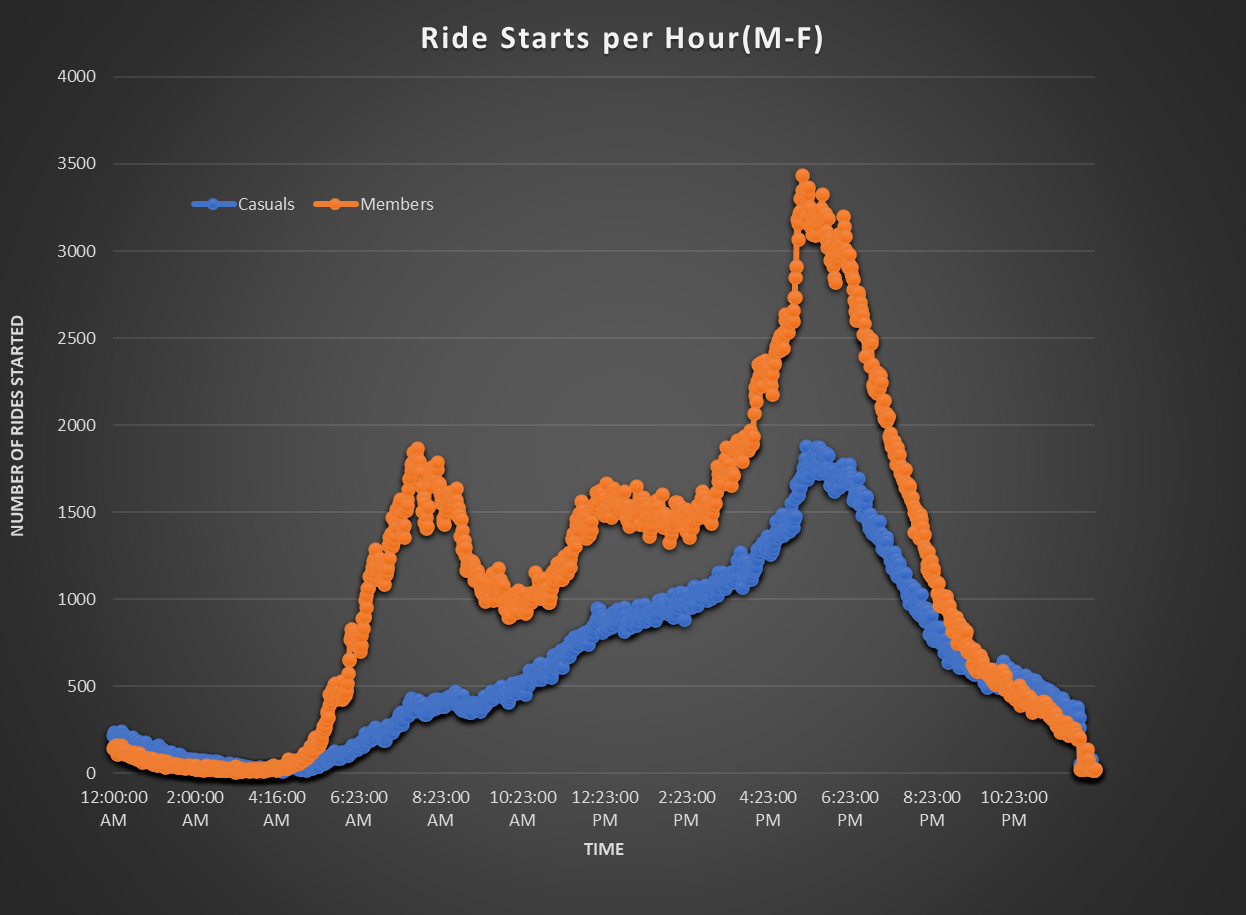 Ride Starts per Hour(M-F)
4000
3500
Casuals Members
3000
2500
2000
1500
1000
500
0
NUMBER OF RIDES STARTED
12:00:00 2:00:00 4:16:00 6:23:00 8:23:00 10:23:00 12:23:00 2:23:00 4:23:00 6:23:00 8:23:00 10:23:00
AM AM AM AM AM AM PM PM PM PM PM PM
TIME